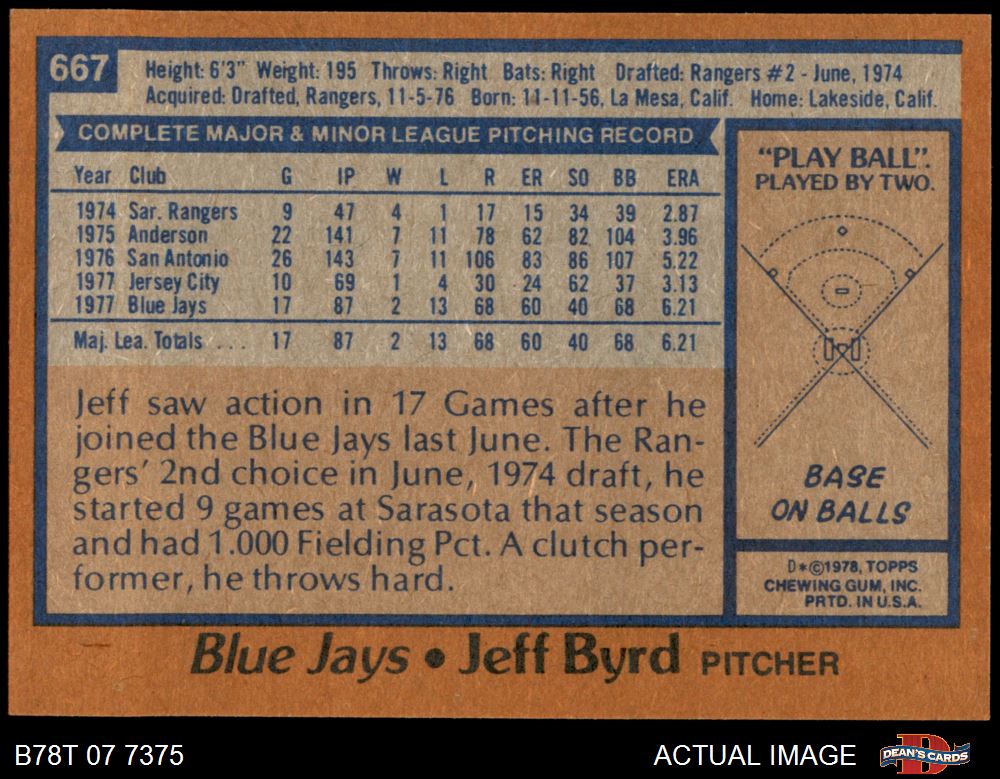 667
Height: 6'3" Weight: 195 Throws: Right Bats: Right Drafted: Rangers #2 - June, 1974
Acquired: Drafted, Rangers, 11-5-76 Born: 11-11-56, La Mesa, Calif. Home: Lakeside, Calif.
COMPLETE MAJOR & MINOR LEAGUE PITCHING RECORD
Year Club G IP W L R ER SO BB ERA
1974 Sar. Rangers 9 47 4 1 17 15 34 39 2.87
1975 Anderson 22 141 7 11 78 62 82 104 3.96
1976 San Antonio 26 143 7 11 106 83 86 107 5.22
1977 Jersey City 10 69 1 4 30 24 62 37 3.13
1977 Blue Jays 17 87 2 13 68 60 40 68 6.21
Maj. Lea. Totals ... 17 87 2 13 68 60 40 68 6.21
Jeff saw action in 17 Games after he
joined the Blue Jays last June. The Ran-
gers' 2nd choice in June, 1974 draft, he
started 9 games at Sarasota that season
and had 1.000 Fielding Pct. A clutch per-
former, he throws hard.
"PLAY BALL".
PLAYED BY TWO.
BASE
ON BALLS
D*©1978, TOPPS
CHEWING GUM, INC.
PRTD. IN U.S.A.
Blue Jays • Jeff Byrd PITCHER
B78T 07 7375
ACTUAL IMAGE
D
DEAN'S CARDS